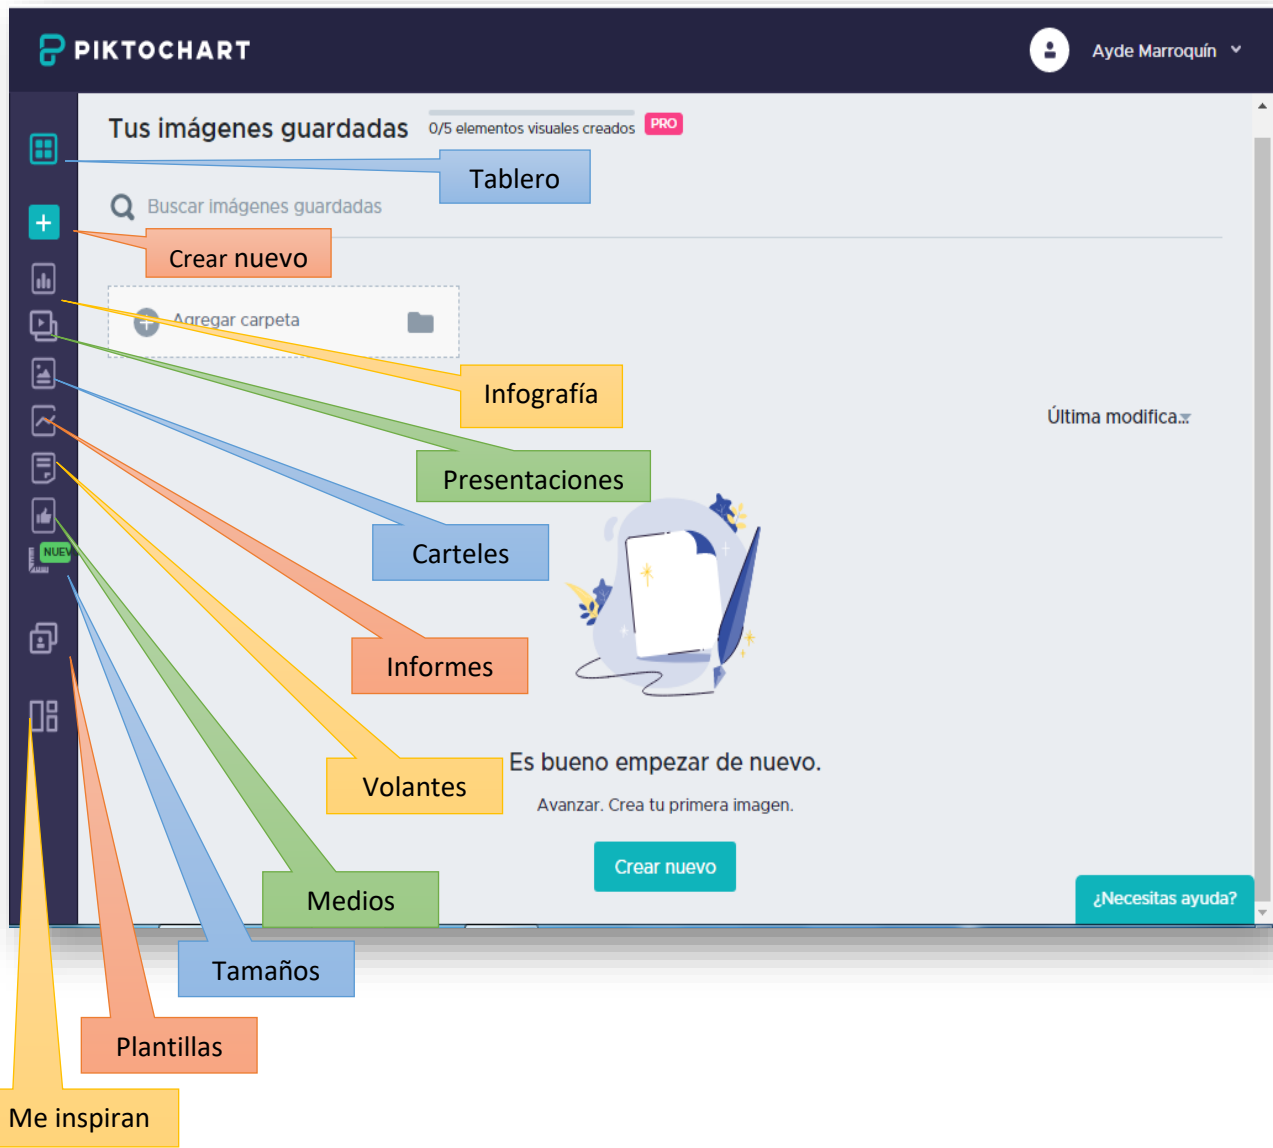 PIKTOCHART
Ayde Marroquín
Tus imágenes guardadas
0/5 elementos visuales creados
PRO
Tablero
Buscar imágenes guardadas
Crear nuevo
Agregar carpeta
Infografía
Última modifica...
Presentaciones
Carteles
NUEV
Informes
Es bueno empezar de nuevo.
Volantes
Avanzar. Crea tu primera imagen.
Crear nuevo
Medios
¿Necesitas ayuda?
Tamaños
Plantillas
Me inspiran